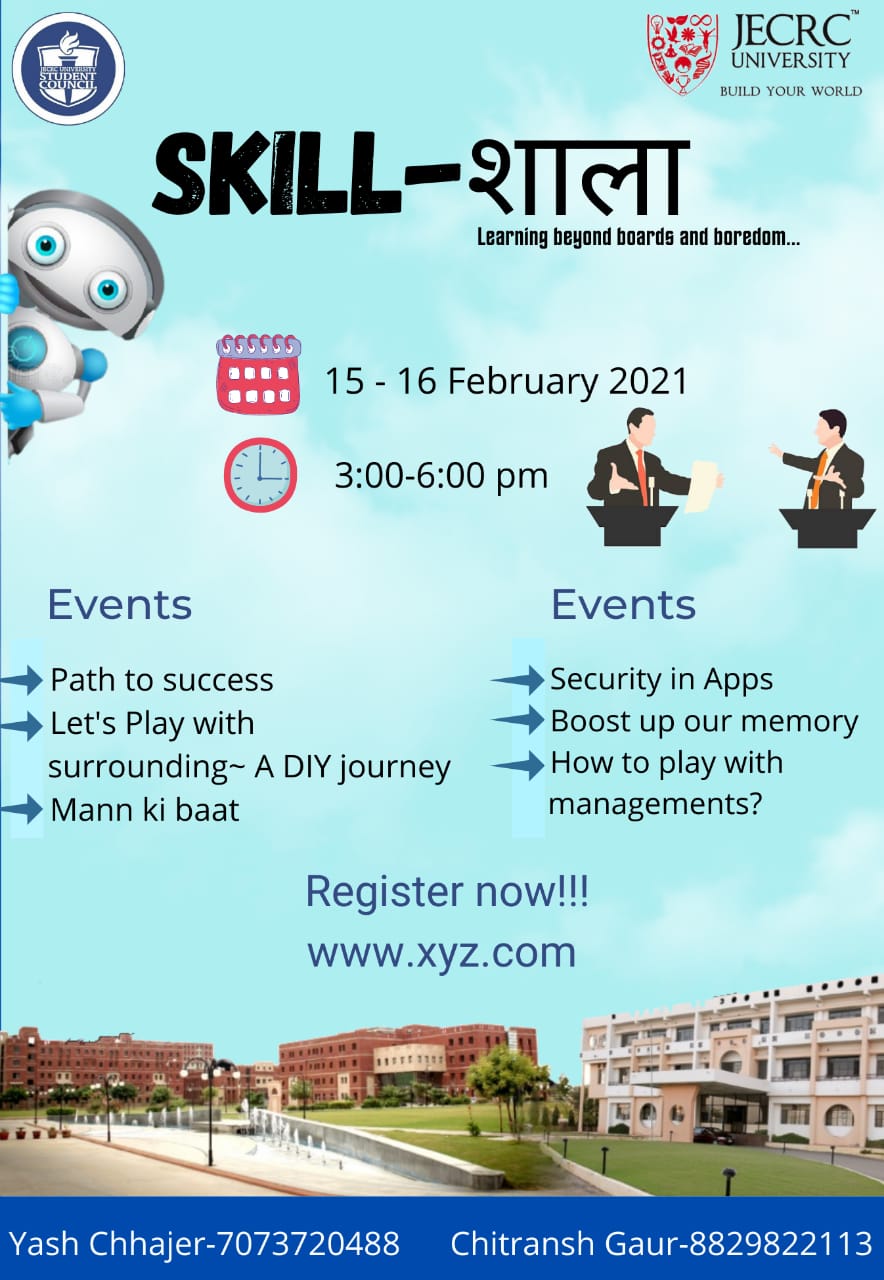 JECRC UNIVERSITY
STUDENT
COUNCIL
JECRC™
UNIVERSITY
BUILD YOUR WORLD
SKILL-शाला
Learning beyond boards and boredom...
15 - 16 February 2021
3:00-6:00 pm
Events
Path to success
Let's Play with
surrounding~ A DIY journey
Mann ki baat
Events
Security in Apps
Boost up our memory
How to play with
managements?
Register now!!!
www.xyz.com
Yash Chhajer-7073720488
Chitransh Gaur-8829822113